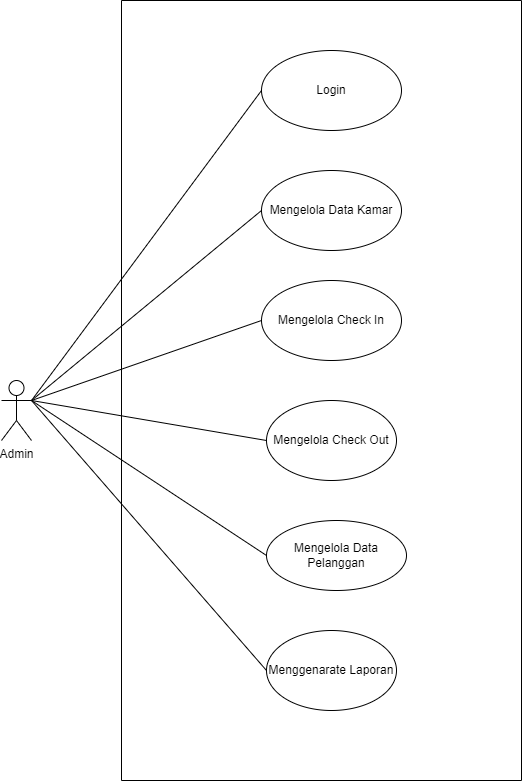 Login
Mengelola Data Kamar
Mengelola Check In
Admin
Mengelola Check Out
Mengelola Data
Pelanggan
Menggenarate Laporan